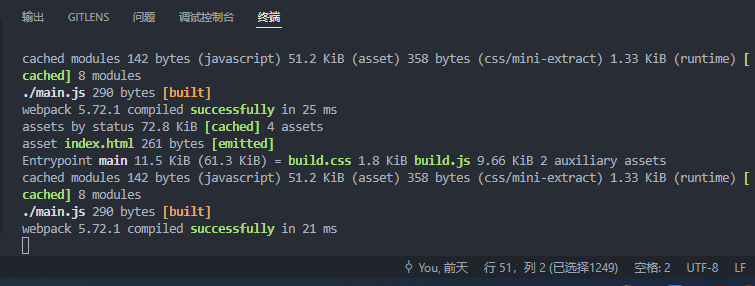 输出 GITLENS 问题 调试控制台 终端
cached modules 142 bytes (javascript) 51.2 KiB (asset) 358 bytes (css/mini-extract) 1.33 KiB (runtime) [
cached] 8 modules
./main.js 290 bytes [built]
webpack 5.72.1 compiled successfully in 25 ms
assets by status 72.8 KiB [cached] 4 assets
asset index.html 261 bytes [emitted]
Entrypoint main 11.5 KiB (61.3 KiB) = build.css 1.8 KiB build.js 9.66 KiB 2 auxiliary assets
cached modules 142 bytes (javascript) 51.2 KiB (asset) 358 bytes (css/mini-extract) 1.33 KiB (runtime) [
cached] 8 modules
./main.js 290 bytes [built]
webpack 5.72.1 compiled successfully in 21 ms
You, 前天 行 51，列 2 (已选择1249) 空格: 2 UTF-8 LF